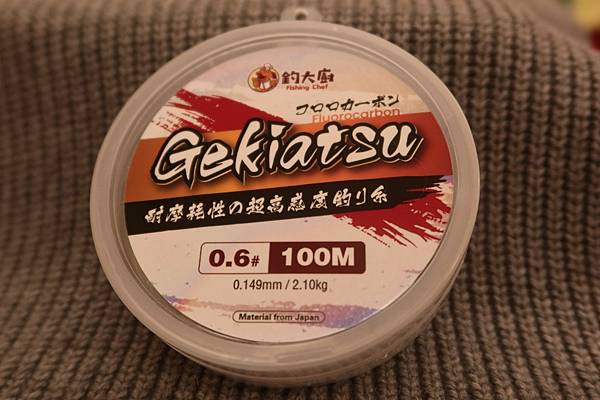 釣大廚
Fishing Chef
コロロカーボン
Fluorocarbon
Gekiatsu
耐摩耗性の超高感度釣り糸
0.6# 100M
0.149mm / 2.10kg
Material from Japan